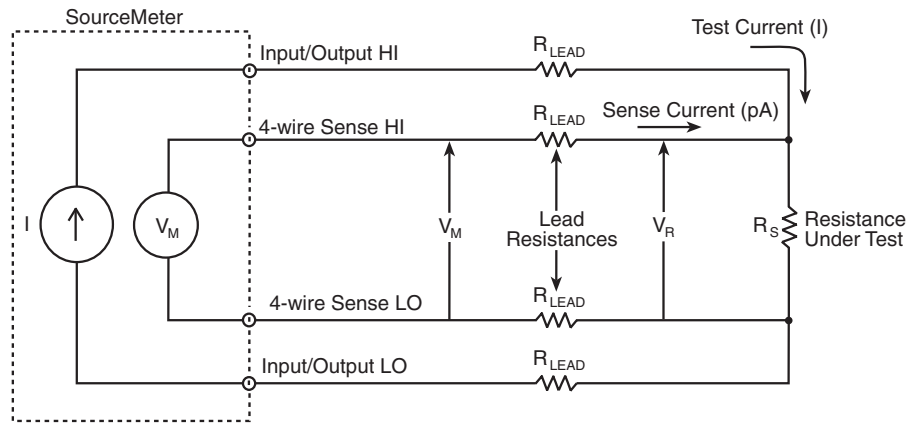 SourceMeter
Input/Output HI
R_LEAD
Test Current (I)
4-wire Sense HI
R_LEAD
Sense Current (pA)
I
V_M
V_M
Lead
Resistances
V_R
R_S
Resistance
Under Test
4-wire Sense LO
R_LEAD
Input/Output LO
R_LEAD